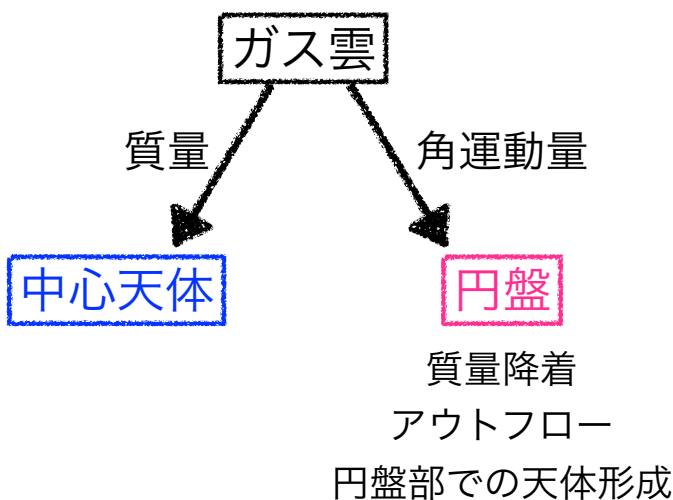 ガス雲
質量
角運動量
中心天体
円盤
質量降着
アウトフロー
円盤部での天体形成